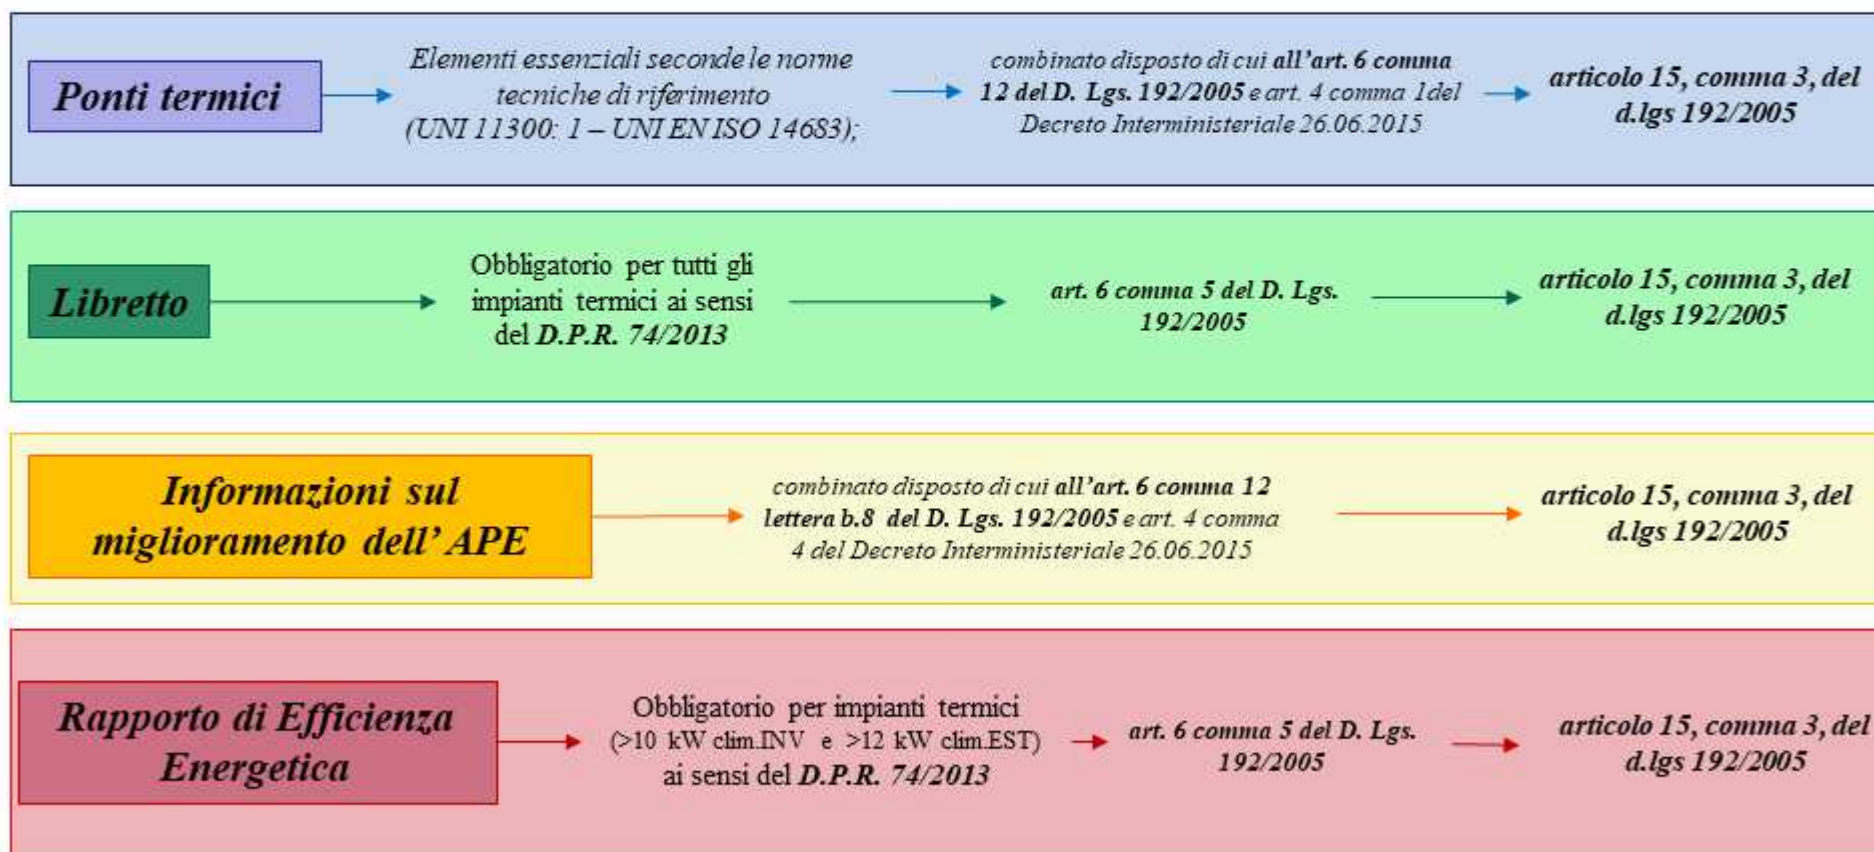 Ponti termici
Elementi essenziali seconde le norme
tecniche di riferimento
(UNI 11300: 1 – UNI EN ISO 14683);
combinato disposto di cui all'art. 6 comma
12 del D. Lgs. 192/2005 e art. 4 comma 1del
Decreto Interministeriale 26.06.2015
articolo 15, comma 3, del
d.lgs 192/2005
Libretto
Obbligatorio per tutti gli
impianti termici ai sensi
del D.P.R. 74/2013
art. 6 comma 5 del D. Lgs.
192/2005
articolo 15, comma 3, del
d.lgs 192/2005
Informazioni sul
miglioramento dell' APE
combinato disposto di cui all'art. 6 comma 12
lettera b.8 del D. Lgs. 192/2005 e art. 4 comma
4 del Decreto Interministeriale 26.06.2015
articolo 15, comma 3, del
d.lgs 192/2005
Rapporto di Efficienza
Energetica
Obbligatorio per impianti termici
(>10 kW clim.INV e >12 kW clim.EST)
ai sensi del D.P.R. 74/2013
art. 6 comma 5 del D. Lgs.
192/2005
articolo 15, comma 3, del
d.lgs 192/2005